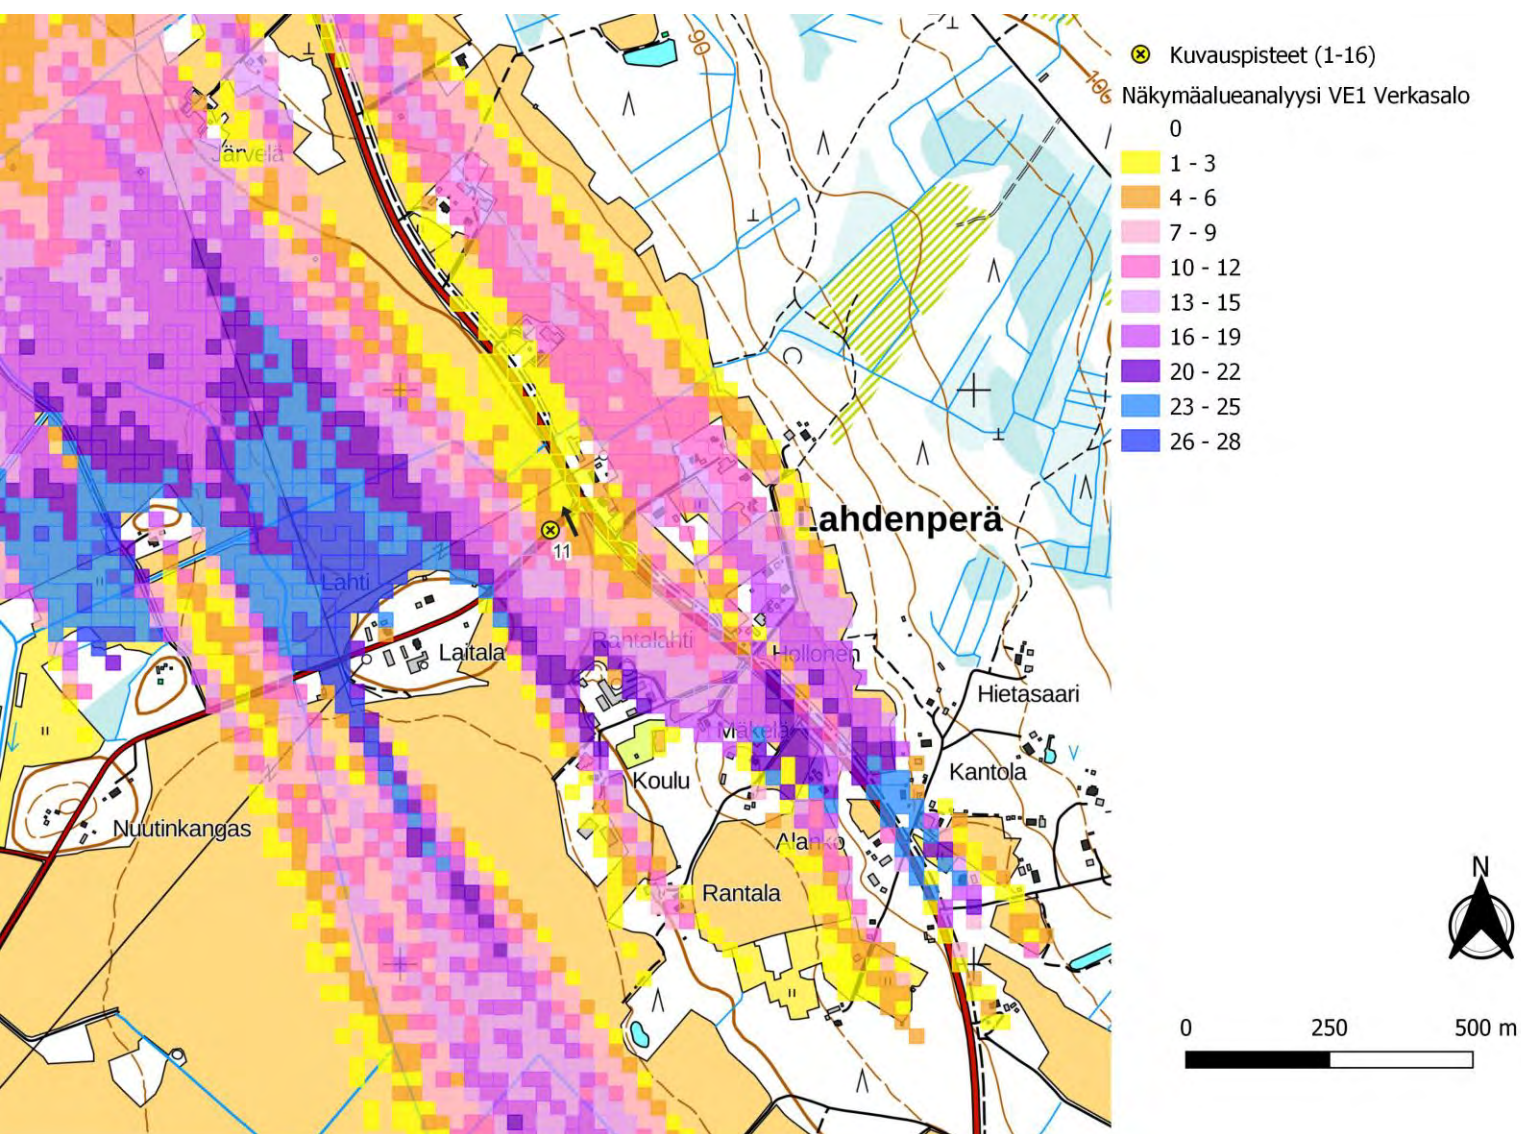 Kuvauspisteet (1-16)
Näkymäalueanalyysi VE1 Verkasalo
0
1 - 3
4 - 6
7 - 9
10 - 12
13 - 15
16 - 19
20 - 22
23 - 25
26 - 28
90
100
Järvelä
Lahdenperä
11
Lahti
Laitala
Rantalahti
Hollonen
Hietasaari
Mäkelä
Koulu
Kantola
Nuutinkangas
Alanko
Rantala
N
0 250 500 m